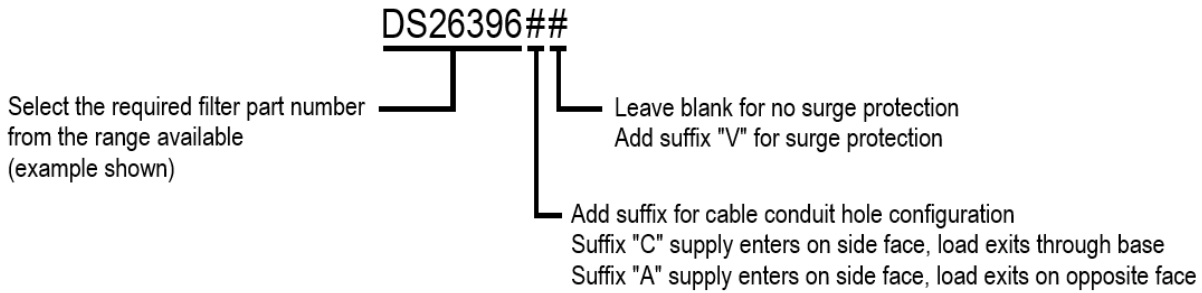 DS26396##
Select the required filter part number
from the range available
(example shown)
Leave blank for no surge protection
Add suffix "V" for surge protection
Add suffix for cable conduit hole configuration
Suffix "C" supply enters on side face, load exits through base
Suffix "A" supply enters on side face, load exits on opposite face